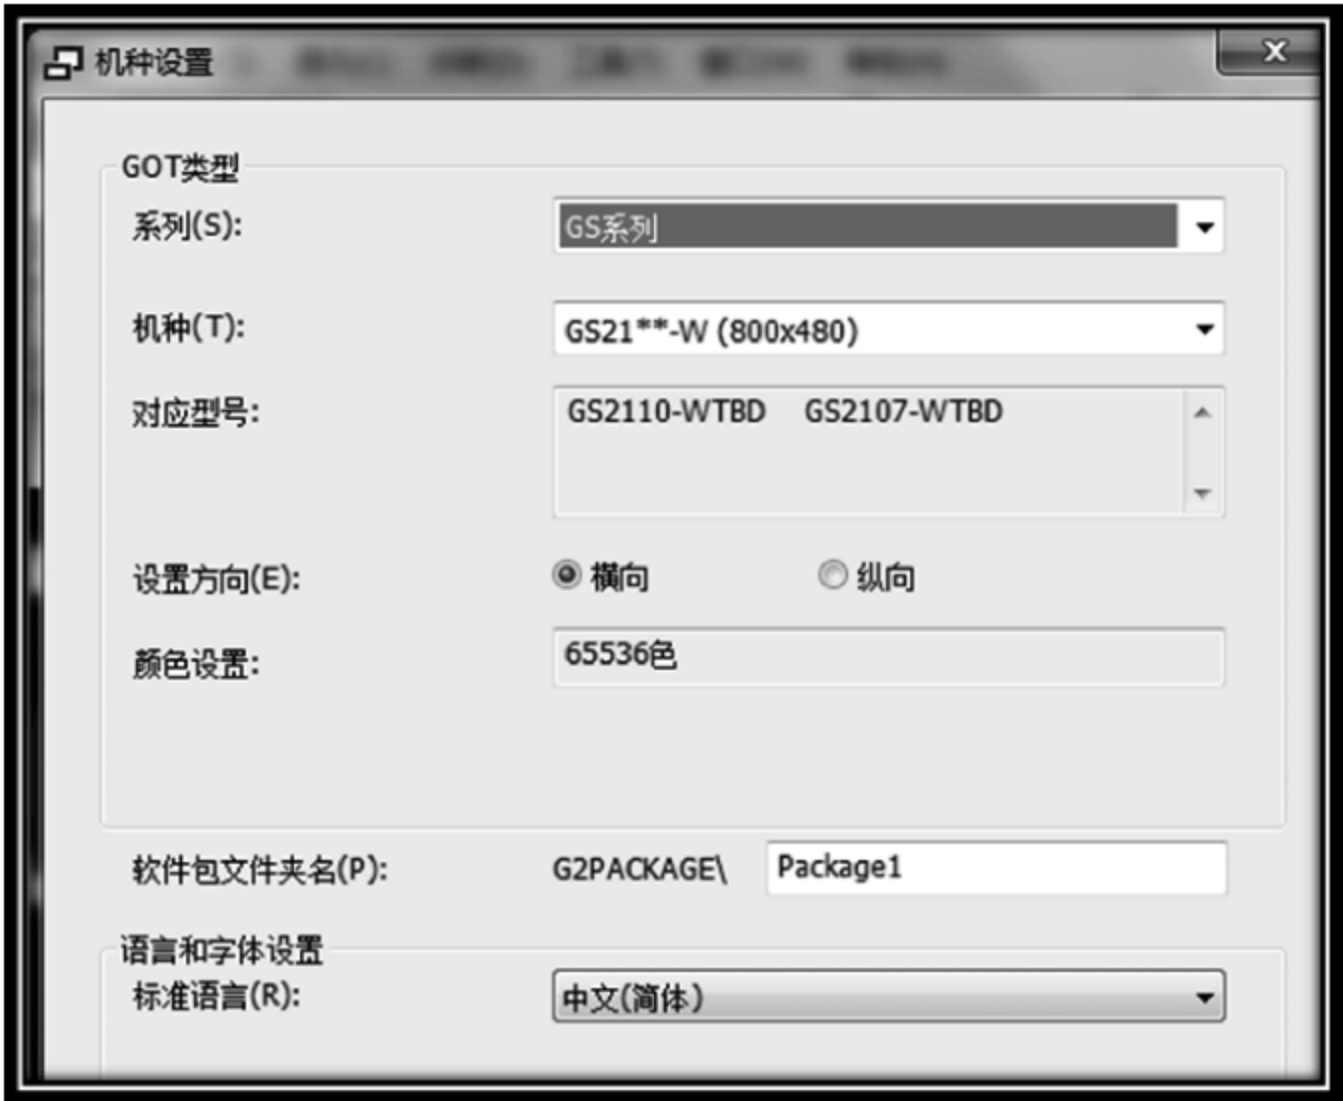 机种设置
工具(T)
GOT类型
系列(S):
GS系列
机种(T):
GS21**-W (800x480)
对应型号:
GS2110-WTBD GS2107-WTBD
设置方向(E):
横向 纵向
颜色设置:
65536色
软件包文件夹名(P):
G2PACKAGE\ Package1
语言和字体设置
标准语言(R):
中文(简体)